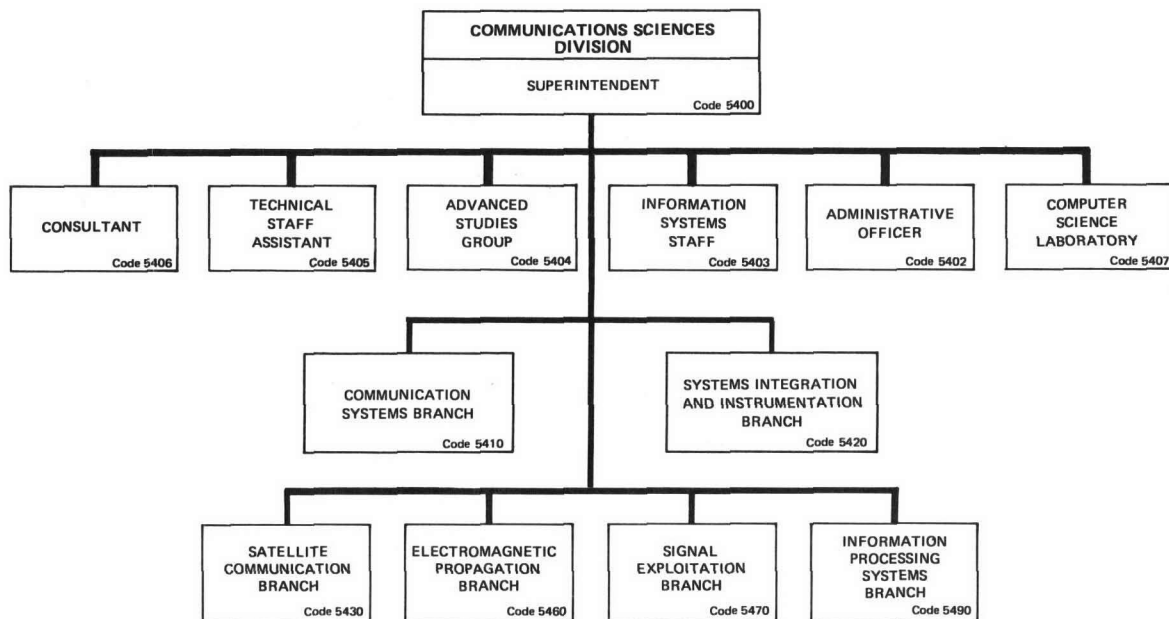 COMMUNICATIONS SCIENCES
DIVISION
SUPERINTENDENT
Code 5400
CONSULTANT
Code 5406
TECHNICAL
STAFF
ASSISTANT
Code 5405
ADVANCED
STUDIES
GROUP
Code 5404
INFORMATION
SYSTEMS
STAFF
Code 5403
ADMINISTRATIVE
OFFICER
Code 5402
COMPUTER
SCIENCE
LABORATORY
Code 5407
COMMUNICATION
SYSTEMS BRANCH
Code 5410
SYSTEMS INTEGRATION
AND INSTRUMENTATION
BRANCH
Code 5420
SATELLITE
COMMUNICATION
BRANCH
Code 5430
ELECTROMAGNETIC
PROPAGATION
BRANCH
Code 5460
SIGNAL
EXPLOITATION
BRANCH
Code 5470
INFORMATION
PROCESSING
SYSTEMS
BRANCH
Code 5490